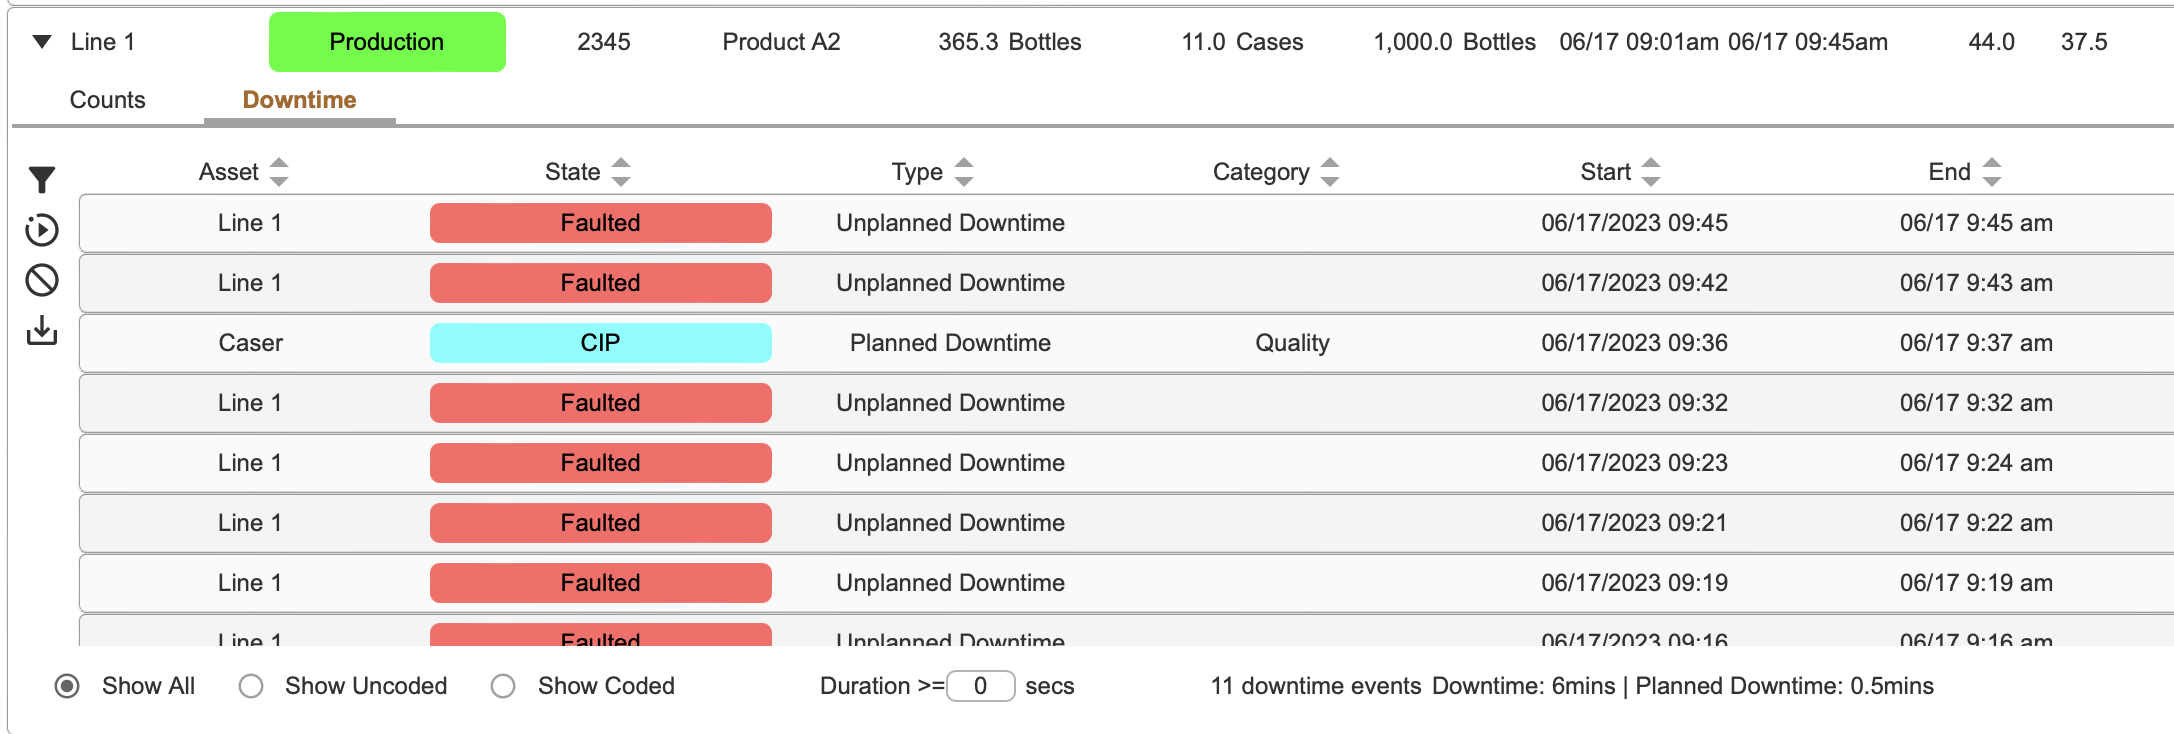 Line 1 Production 2345 Product A2 365.3 Bottles 11.0 Cases 1,000.0 Bottles 06/17 09:01am 06/17 09:45am 44.0 37.5
Counts Downtime
Asset State Type Category Start End
Line 1 Faulted Unplanned Downtime 06/17/2023 09:45 06/17 9:45 am
Line 1 Faulted Unplanned Downtime 06/17/2023 09:42 06/17 9:43 am
Caser CIP Planned Downtime Quality 06/17/2023 09:36 06/17 9:37 am
Line 1 Faulted Unplanned Downtime 06/17/2023 09:32 06/17 9:32 am
Line 1 Faulted Unplanned Downtime 06/17/2023 09:23 06/17 9:24 am
Line 1 Faulted Unplanned Downtime 06/17/2023 09:21 06/17 9:22 am
Line 1 Faulted Unplanned Downtime 06/17/2023 09:19 06/17 9:19 am
Line 1 Faulted Unplanned Downtime 06/17/2023 09:16 06/17 9:16 am
Show All Show Uncoded Show Coded Duration >= 0 secs 11 downtime events Downtime: 6mins | Planned Downtime: 0.5mins